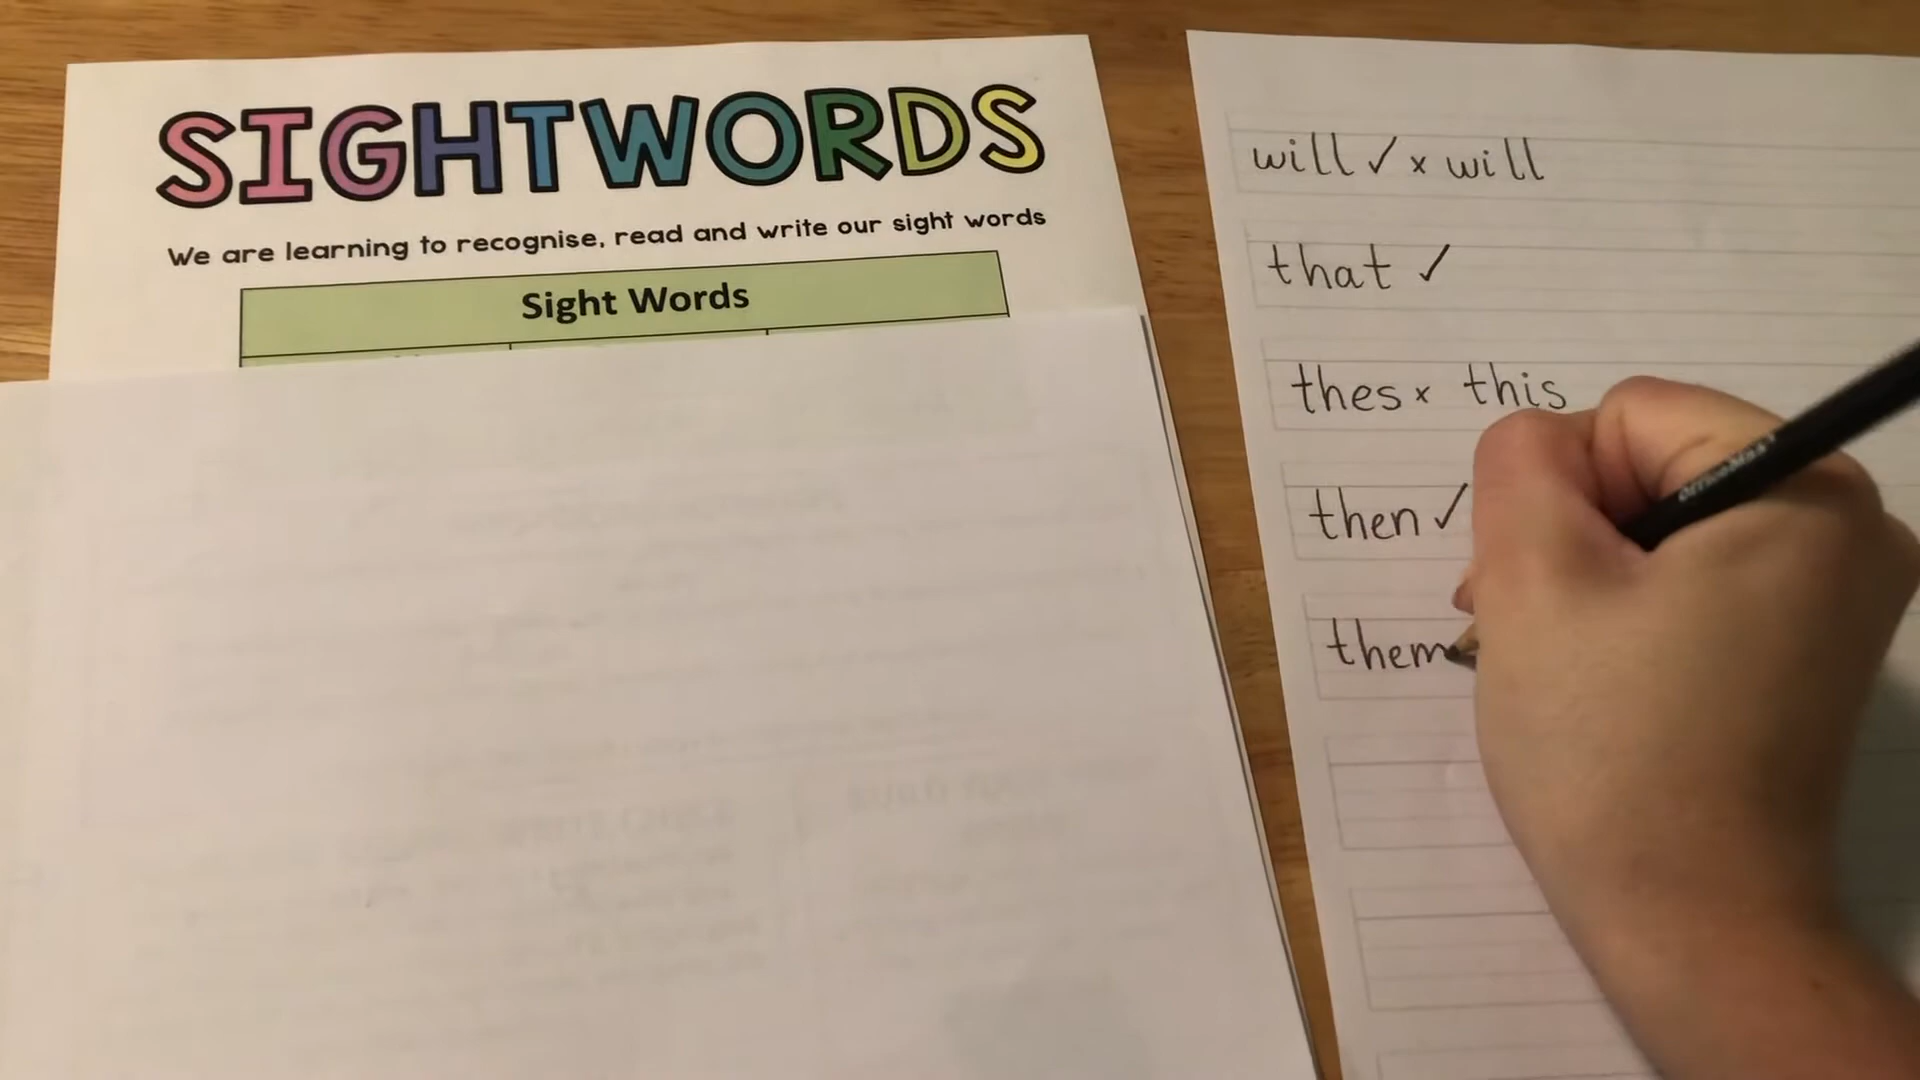 SIGHTWORDS
We are learning to recognise, read and write our sight words
Sight Words
will ✓ x will
that ✓
thes x this
then ✓
them
OfficeMax